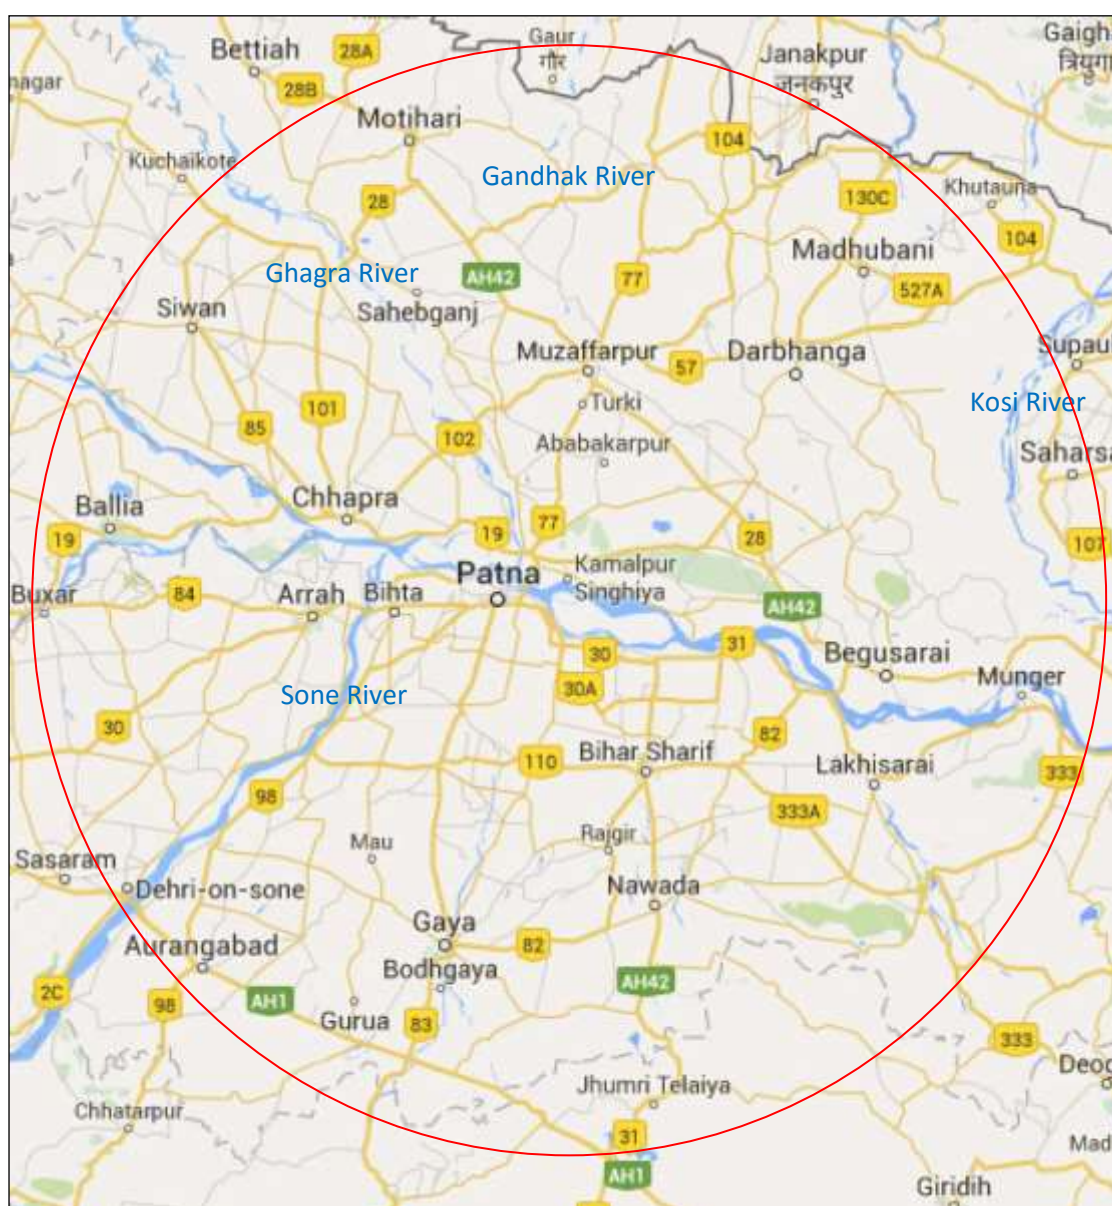 Gaur
गौर
Gaigh
त्रियुगा
Bettiah
28A
Janakpur
जनकपुर
nagar
28B
Motihari
104
Kuchaikote
Gandhak River
28
130C
Khutauna
104
Madhubani
Ghagra River
AH42
77
527A
Siwan
Sahebganj
Muzaffarpur
57
Darbhanga
Supaul
Turki
Kosi River
101
85
102
Ababakarpur
Saharsa
Chhapra
Ballia
19
19
77
28
107
Patna
Kamalpur
Singhiya
Buxar
84
Arrah
Bihta
AH42
30
31
Begusarai
Sone River
30A
Munger
30
82
110
Bihar Sharif
Lakhisarai
333
98
333A
Mau
Rajgir
Sasaram
Dehri-on-sone
Nawada
Gaya
82
Aurangabad
Bodhgaya
2C
98
AH1
AH42
Gurua
83
333
Deog
Jhumri Telaiya
Chhatarpur
31
Mad
AH1
Giridih